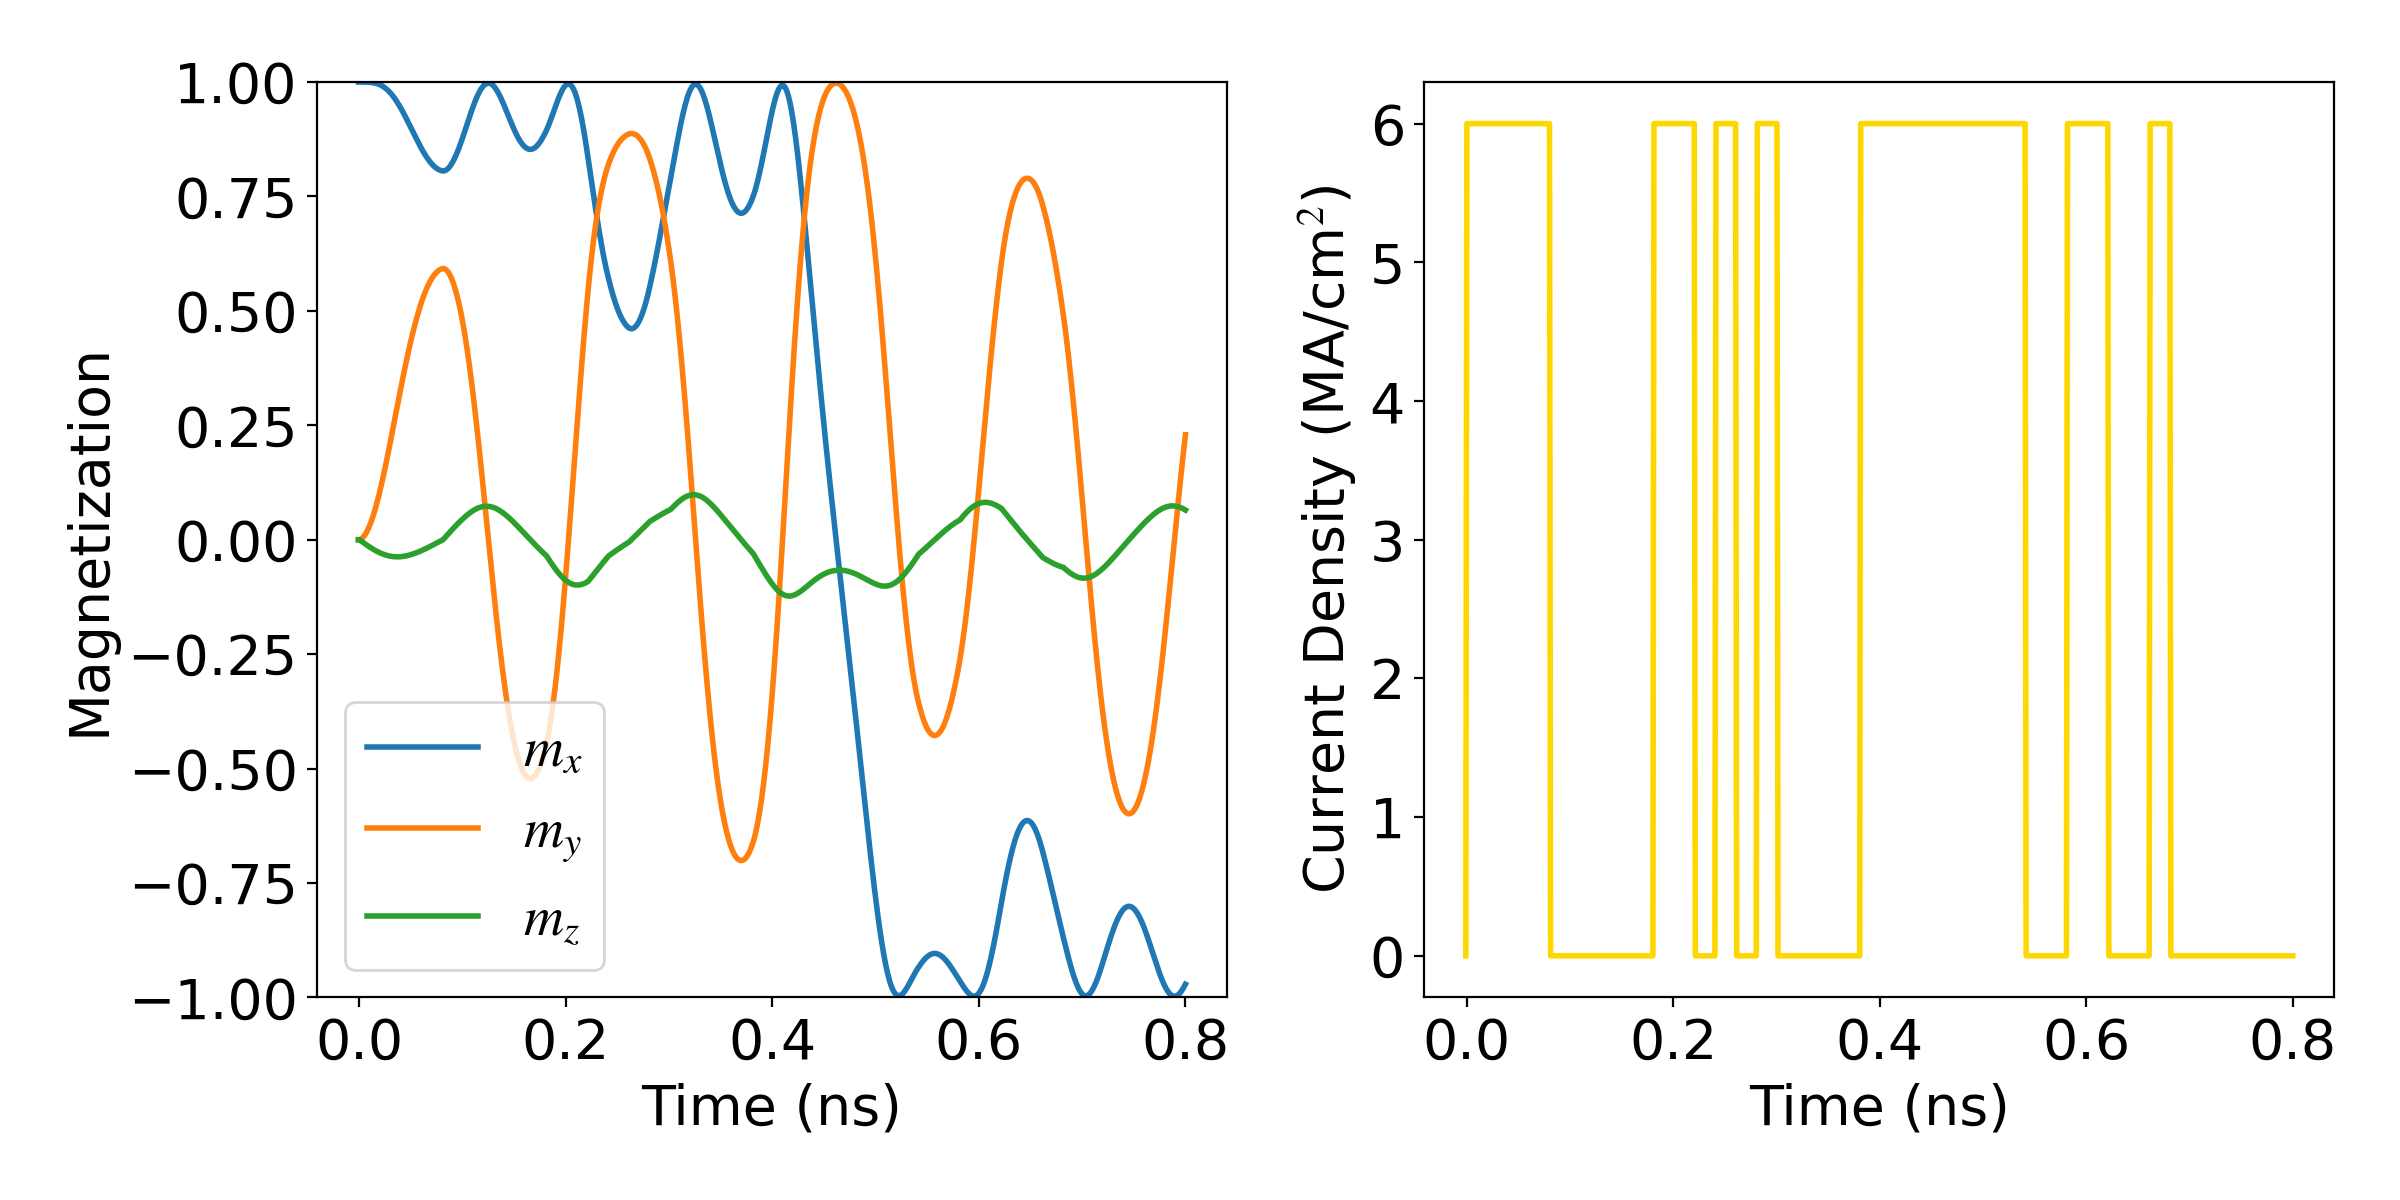 Magnetization
1.00
0.75
0.50
0.25
0.00
−0.25
−0.50
−0.75
−1.00
0.0 0.2 0.4 0.6 0.8
Time (ns)
m_x
m_y
m_z
Current Density (MA/cm²)
6
5
4
3
2
1
0
0.0 0.2 0.4 0.6 0.8
Time (ns)